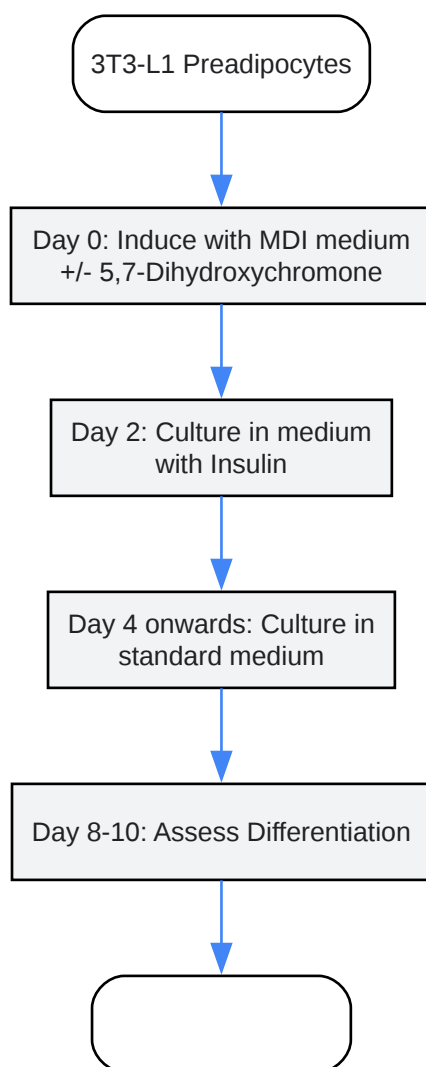 3T3-L1 Preadipocytes
Day 0: Induce with MDI medium
+/- 5,7-Dihydroxychromone
Day 2: Culture in medium
with Insulin
Day 4 onwards: Culture in
standard medium
Day 8-10: Assess Differentiation